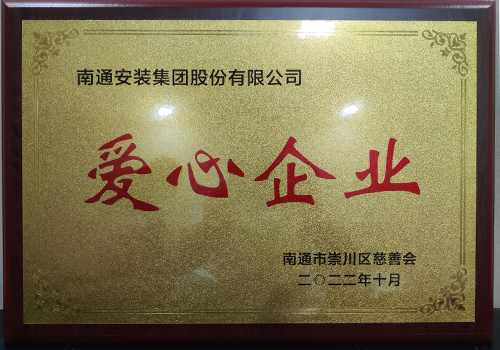 南通安装集团股份有限公司
爱心企业
南通市崇川区慈善会
二〇二二年十月